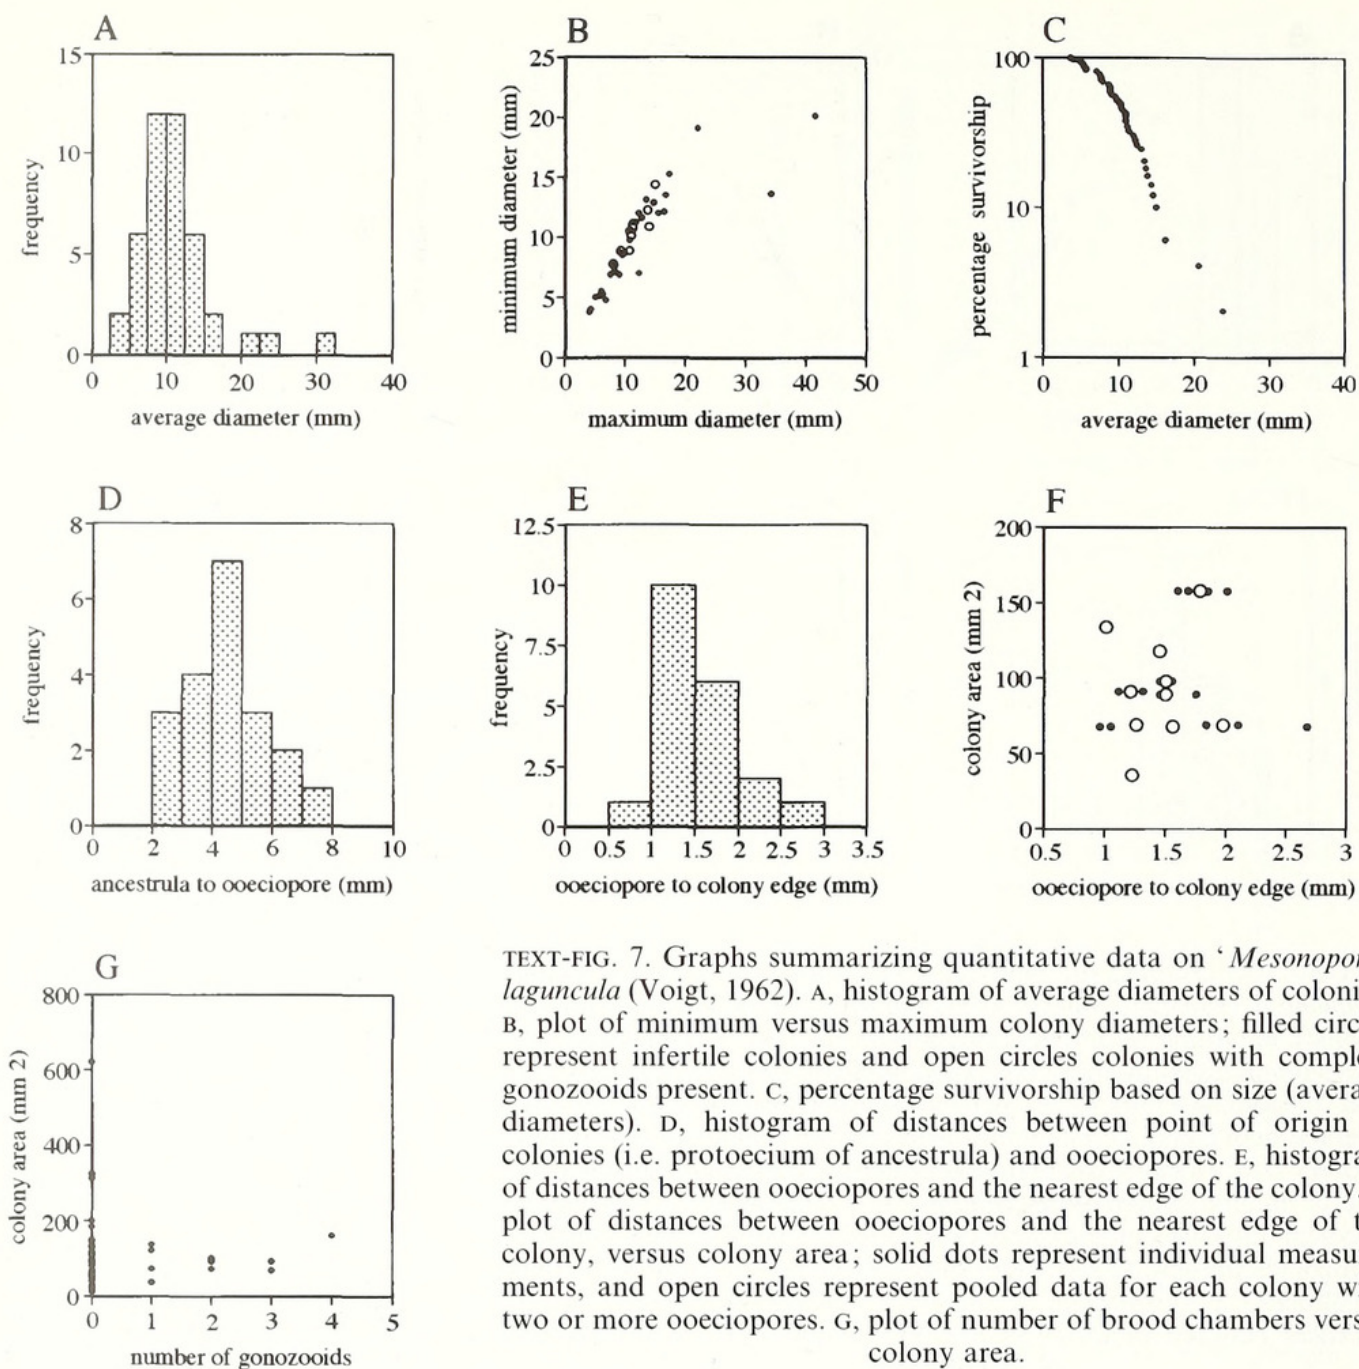 A
15
10
5
0
frequency
0 10 20 30 40
average diameter (mm)
B
25
20
15
10
5
0
minimum diameter (mm)
0 10 20 30 40 50
maximum diameter (mm)
C
100
10
1
percentage survivorship
0 10 20 30 40
average diameter (mm)
D
8
6
4
2
0
frequency
0 2 4 6 8 10
ancestrula to ooeciopore (mm)
E
12.5
10
7.5
5
2.5
0
frequency
0 0.5 1 1.5 2 2.5 3 3.5
ooeciopore to colony edge (mm)
F
200
150
100
50
0
colony area (mm 2)
0.5 1 1.5 2 2.5 3
ooeciopore to colony edge (mm)
G
800
600
400
200
0
colony area (mm 2)
0 1 2 3 4 5
number of gonozooids
TEXT-FIG. 7. Graphs summarizing quantitative data on ‘Mesonopor
laguncula (Voigt, 1962). A, histogram of average diameters of coloni
B, plot of minimum versus maximum colony diameters; filled circ
represent infertile colonies and open circles colonies with comple
gonozooids present. C, percentage survivorship based on size (avera
diameters). D, histogram of distances between point of origin
colonies (i.e. protoecium of ancestrula) and ooeciopores. E, histogra
of distances between ooeciopores and the nearest edge of the colony.
plot of distances between ooeciopores and the nearest edge of t
colony, versus colony area; solid dots represent individual measu
ments, and open circles represent pooled data for each colony w
two or more ooeciopores. G, plot of number of brood chambers vers
colony area.